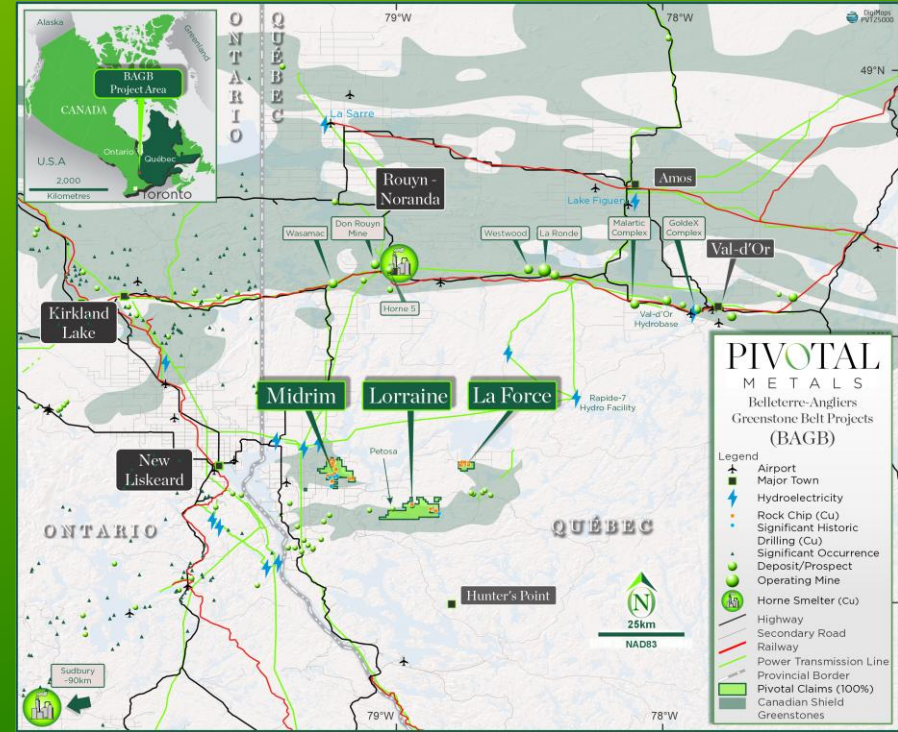 Alaska
Greenland
BAGB
Project Area
CANADA
Ontario
Québec
U.S.A
2,000
Kilometres
Toronto
ONTARIO
QUÉBEC
79°W
78°W
DigiMaps
PVTZ5000
49°N
La Sarre
Rouyn -
Noranda
Amos
Lake Figuery
Wasamac
Don Rouyn
Mine
Westwood
La Ronde
Malartic
Complex
GoldeX
Complex
Val-d'Or
Horne 5
Kirkland
Lake
Val-d'Or
Hydrobase
Midrim
Lorraine
La Force
Rapide-7
Hydro Facility
New
Liskeard
Petosa
ONTARIO
QUÉBEC
Hunter's Point
N
25km
NAD83
Sudbury
~90km
79°W
78°W
PIVOTAL
METALS
Belleterre-Angliers
Greenstone Belt Projects
(BAGB)
Legend
Airport
Major Town
Hydroelectricity
Rock Chip (Cu)
Significant Historic
Drilling (Cu)
Significant Occurrence
Deposit/Prospect
Operating Mine
Horne Smelter (Cu)
Highway
Secondary Road
Railway
Power Transmission Line
Provincial Border
Pivotal Claims (100%)
Canadian Shield
Greenstones